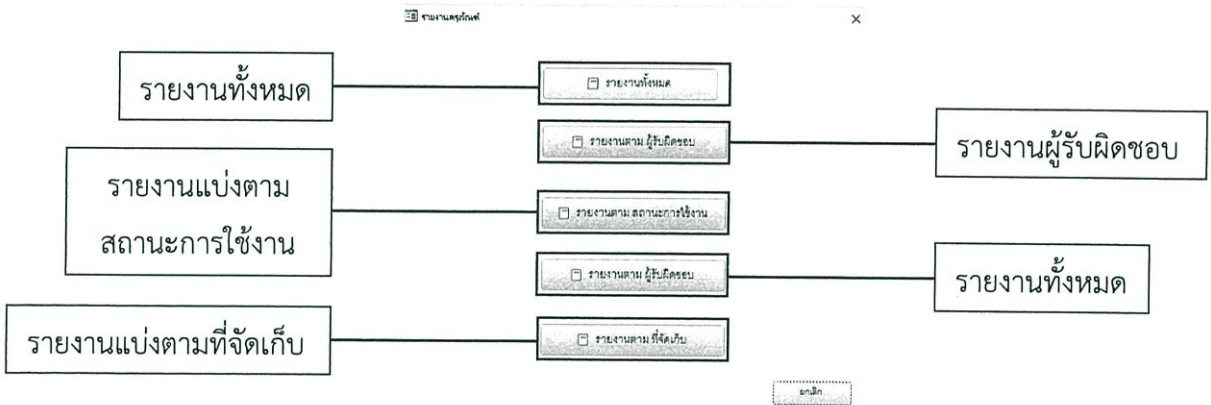 รายงานครุภัณฑ์
รายงานทั้งหมด
รายงานทั้งหมด
รายงานตาม ผู้รับผิดชอบ
รายงานผู้รับผิดชอบ
รายงานแบ่งตาม
สถานะการใช้งาน
รายงานตาม สถานะการใช้งาน
รายงานตาม ผู้รับผิดชอบ
รายงานทั้งหมด
รายงานแบ่งตามที่จัดเก็บ
รายงานตาม ที่จัดเก็บ
ยกเลิก